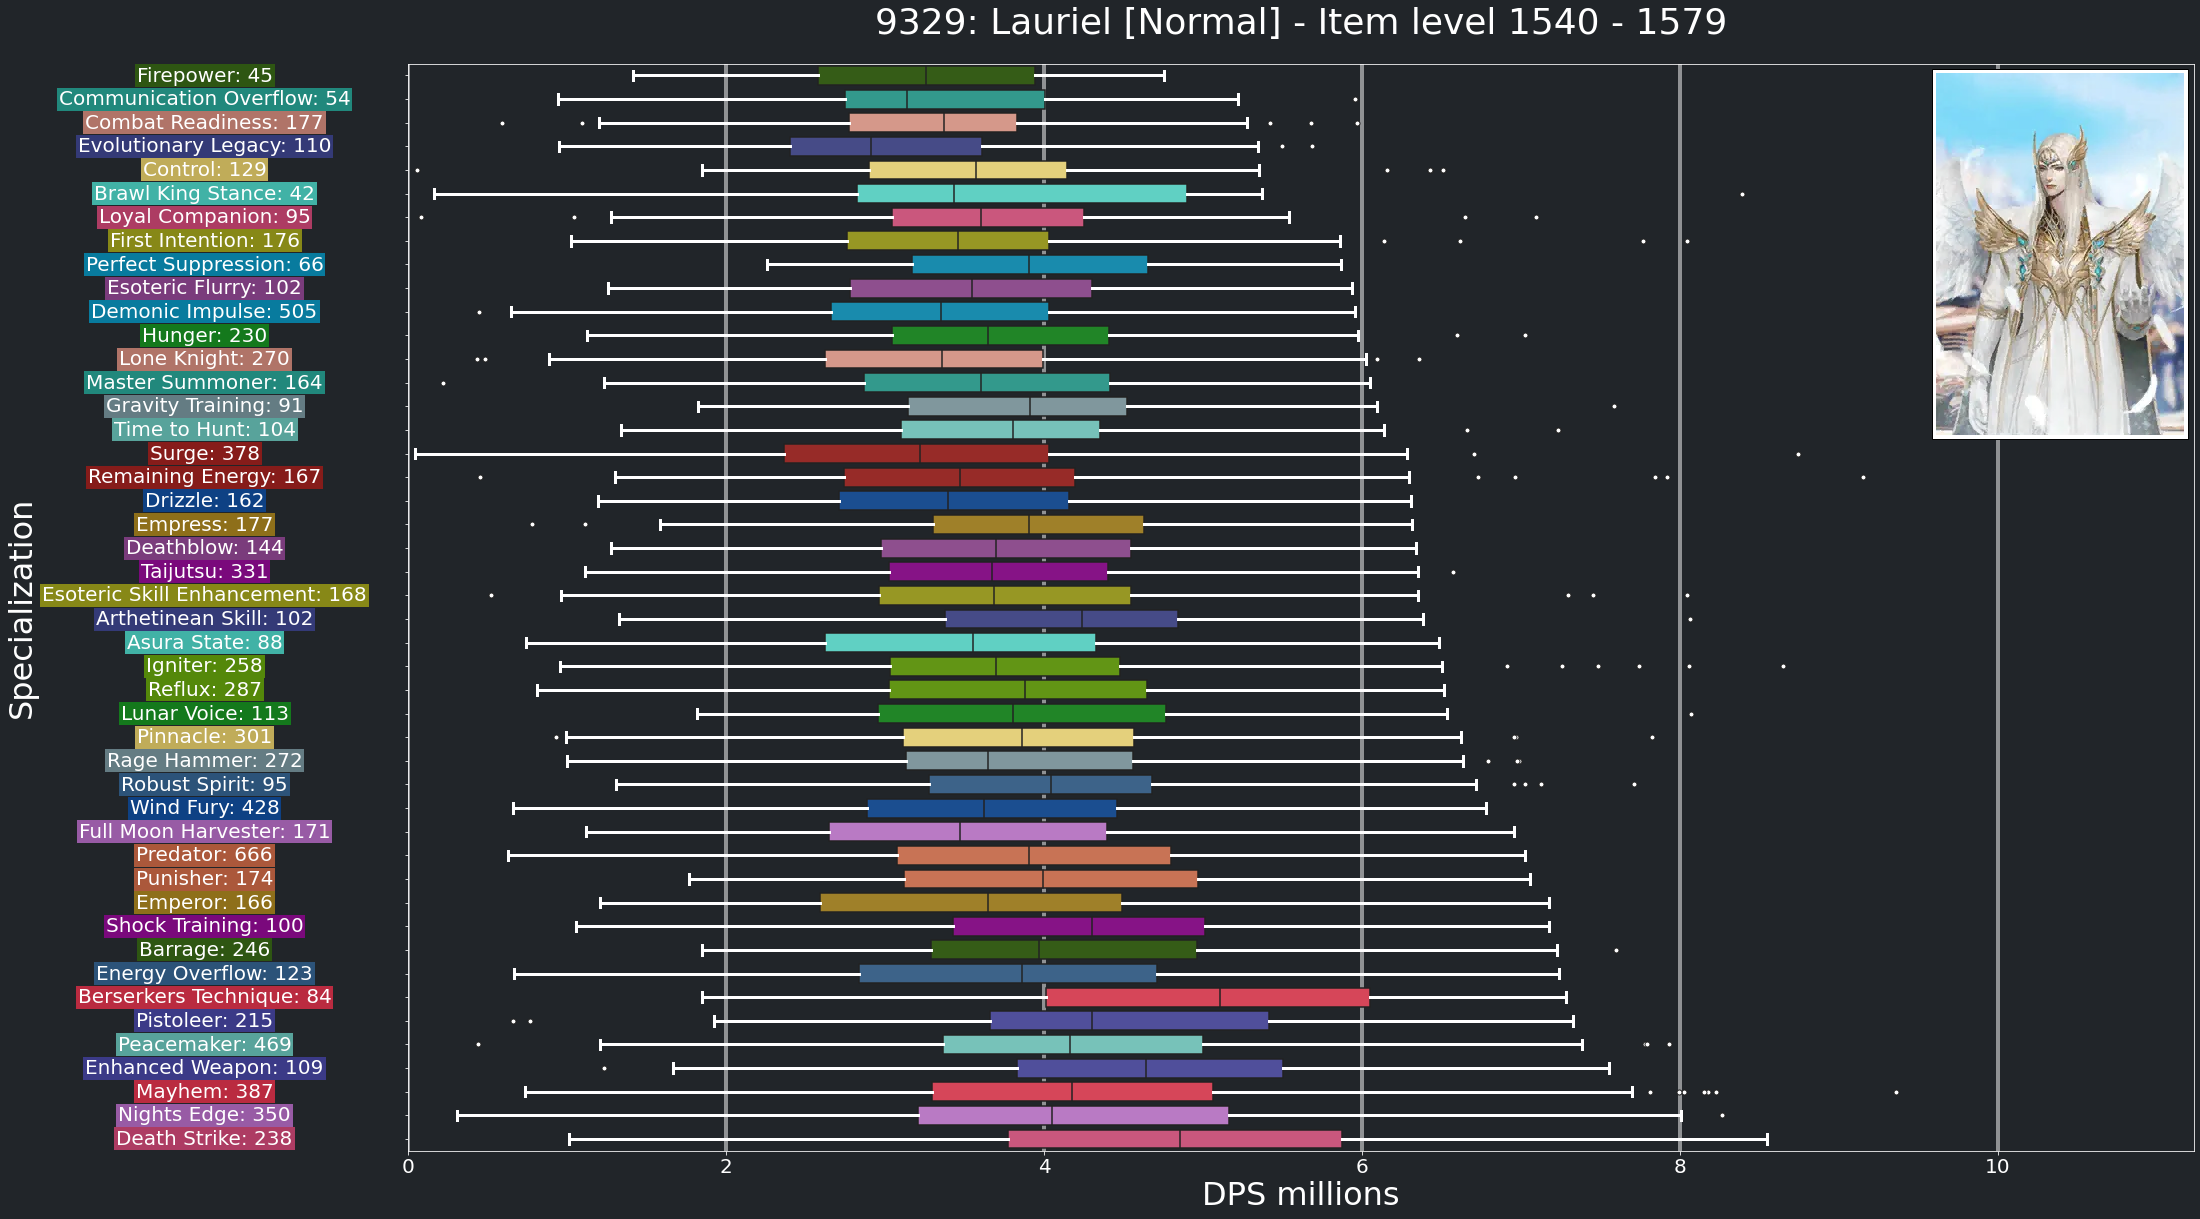 9329: Lauriel [Normal] - Item level 1540 - 1579
Specialization
Firepower: 45
Communication Overflow: 54
Combat Readiness: 177
Evolutionary Legacy: 110
Control: 129
Brawl King Stance: 42
Loyal Companion: 95
First Intention: 176
Perfect Suppression: 66
Esoteric Flurry: 102
Demonic Impulse: 505
Hunger: 230
Lone Knight: 270
Master Summoner: 164
Gravity Training: 91
Time to Hunt: 104
Surge: 378
Remaining Energy: 167
Drizzle: 162
Empress: 177
Deathblow: 144
Taijutsu: 331
Esoteric Skill Enhancement: 168
Arthetinean Skill: 102
Asura State: 88
Igniter: 258
Reflux: 287
Lunar Voice: 113
Pinnacle: 301
Rage Hammer: 272
Robust Spirit: 95
Wind Fury: 428
Full Moon Harvester: 171
Predator: 666
Punisher: 174
Emperor: 166
Shock Training: 100
Barrage: 246
Energy Overflow: 123
Berserkers Technique: 84
Pistoleer: 215
Peacemaker: 469
Enhanced Weapon: 109
Mayhem: 387
Nights Edge: 350
Death Strike: 238
0 2 4 6 8 10
DPS millions